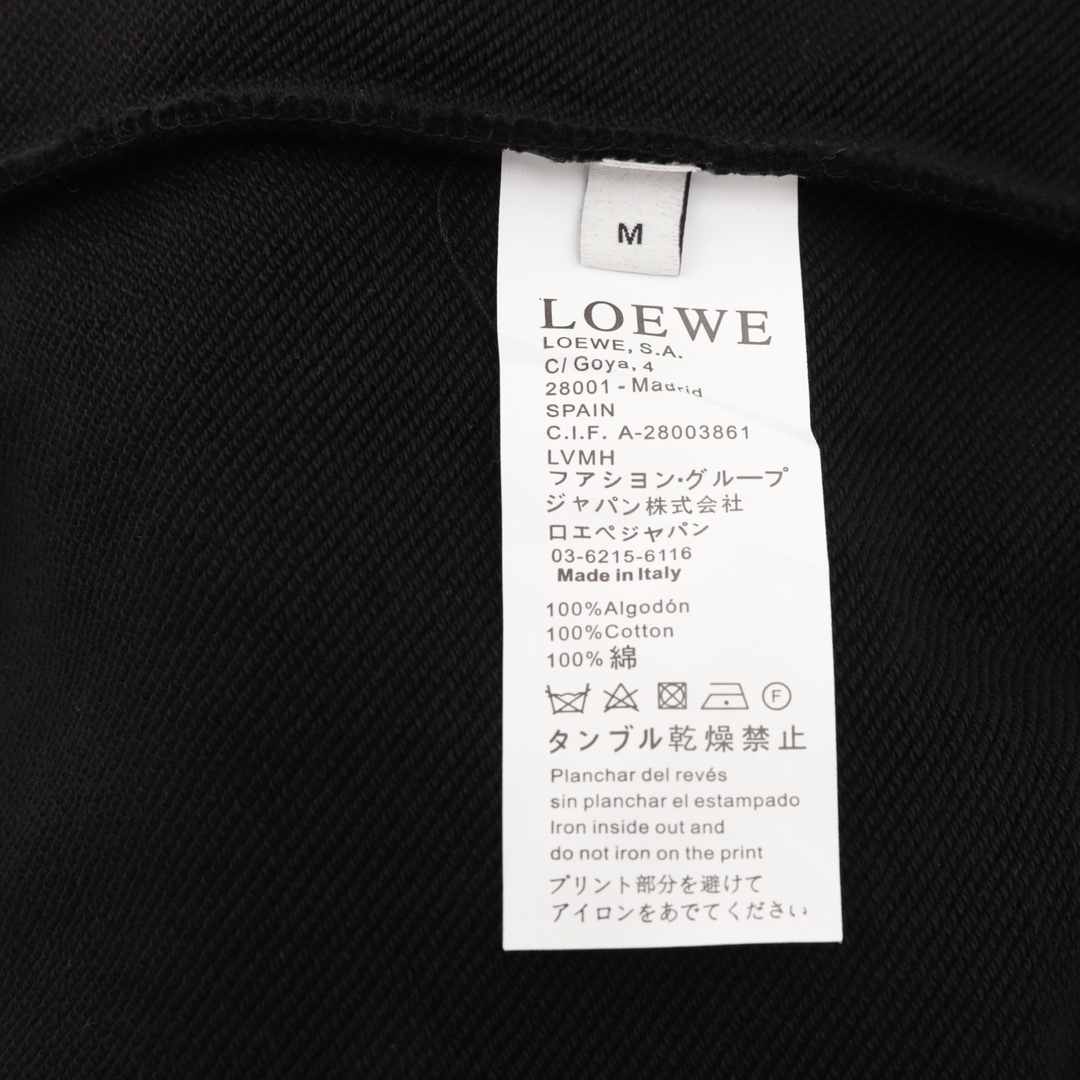 M
LOEWE
LOEWE, S.A.
C/ Goya, 4
28001 - Madrid
SPAIN
C.I.F. A-28003861
LVMH
ファション・グループ
ジャパン株式会社
ロエベジャパン
03-6215-6116
Made in Italy
100%Algodón
100%Cotton
100% 綿
F
タンブル乾燥禁止
Planchar del revés
sin planchar el estampado
Iron inside out and
do not iron on the print
プリント部分を避けて
アイロンをあでてください